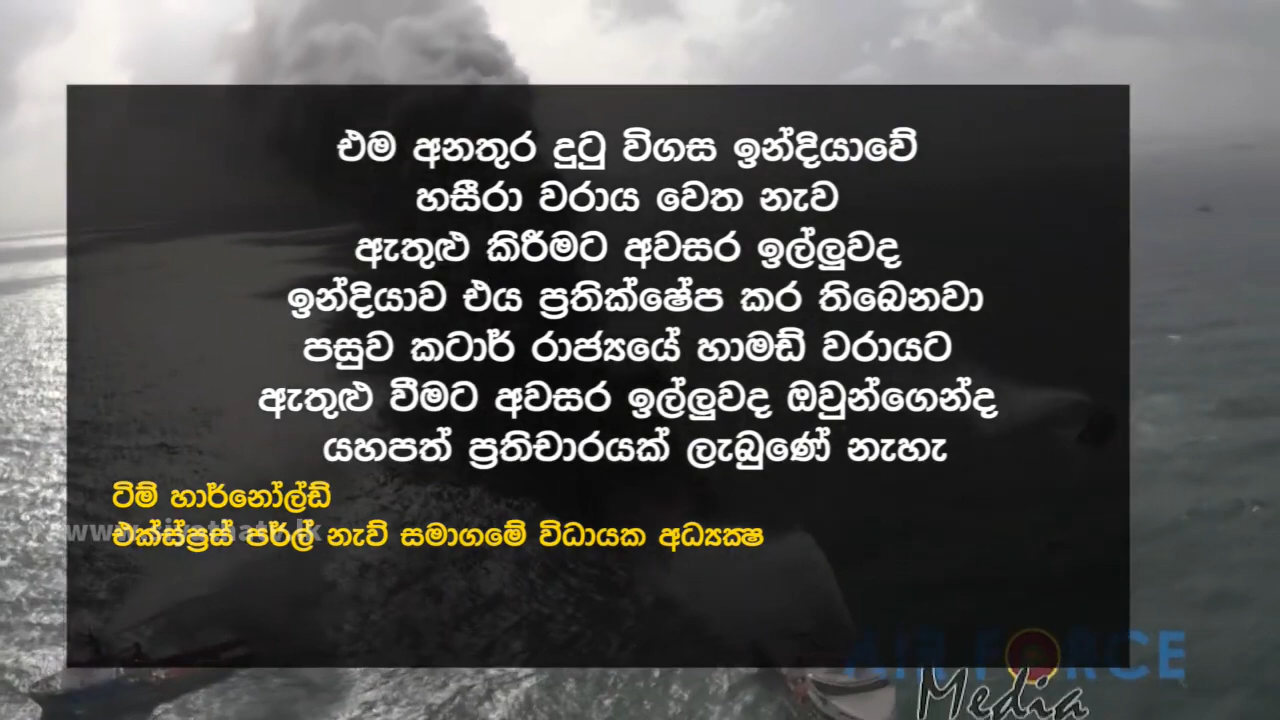 එම අනතුර දුටු විගස ඉන්දියාවේ
හසීරා වරාය වෙත නැව
ඇතුළු කිරීමට අවසර ඉල්ලුවද
ඉන්දියාව එය ප්‍රතික්ෂේප කර තිබෙනවා
පසුව කටාර් රාජ්‍යයේ හාමඩ් වරායට
ඇතුළු වීමට අවසර ඉල්ලුවද ඔවුන්ගෙන්ද
යහපත් ප්‍රතිචාරයක් ලැබුණේ නැහැ
ටිම් හාර්නෝල්ඩ්
එක්ස්ප්‍රස් පර්ල් නැව් සමාගමේ විධායක අධ්‍යක්‍ෂ
AIR FORCE
Media